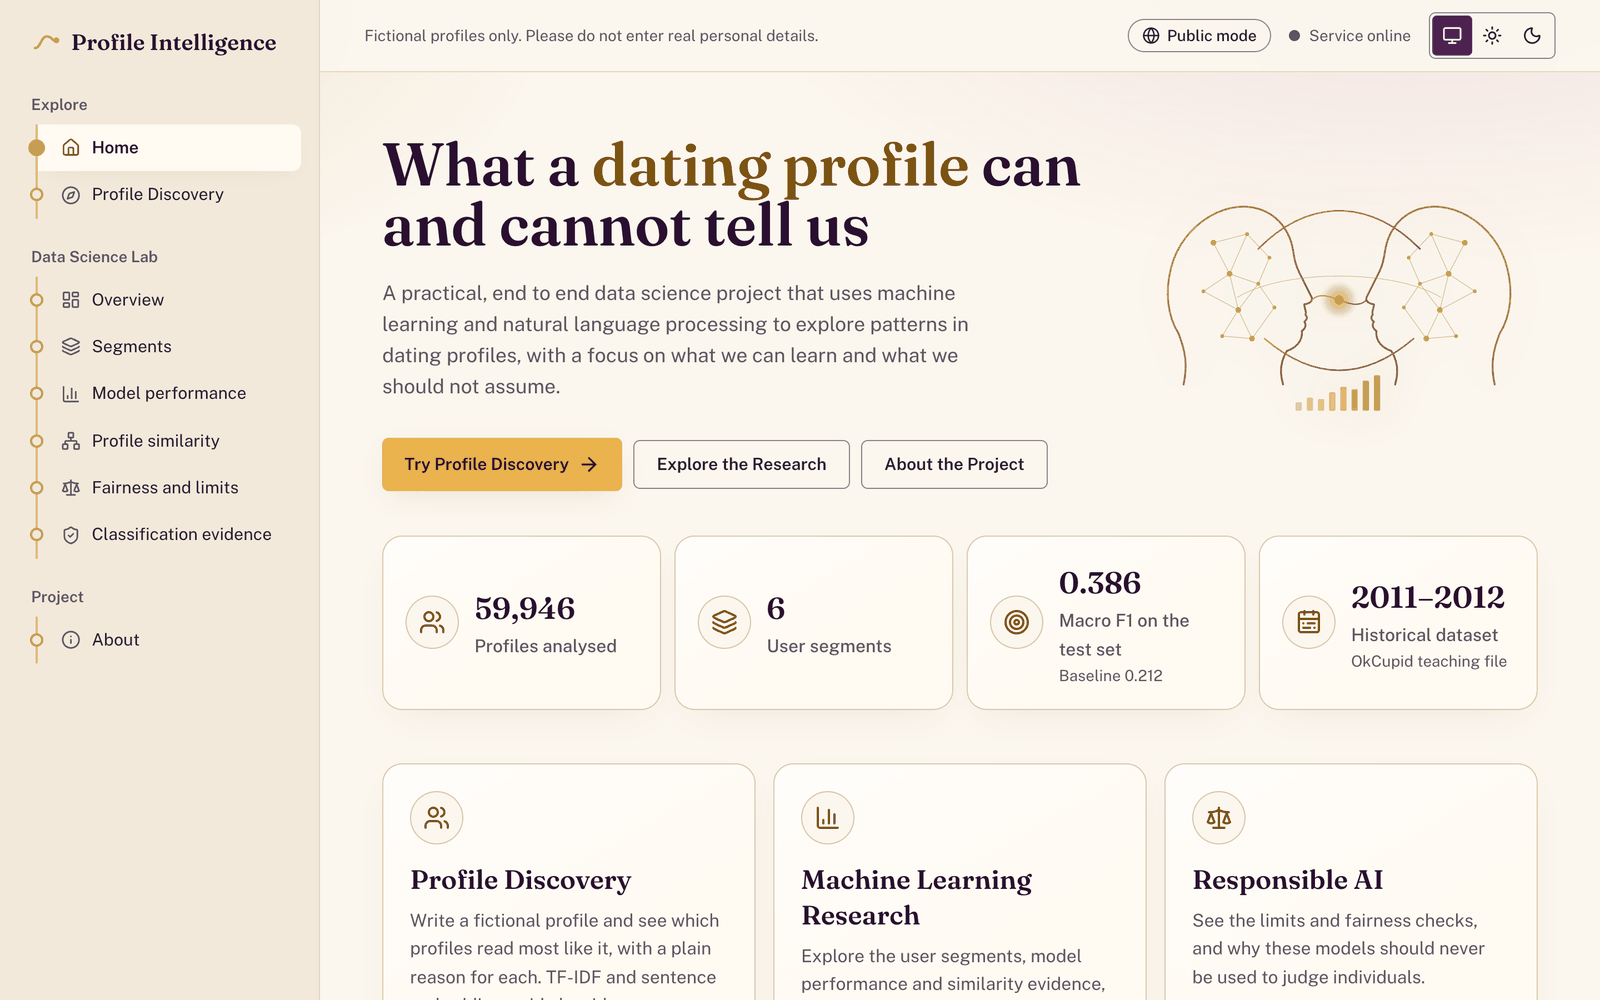 Profile Intelligence
Explore
Home
Profile Discovery
Data Science Lab
Overview
Segments
Model performance
Profile similarity
Fairness and limits
Classification evidence
Project
About
Fictional profiles only. Please do not enter real personal details.
Public mode
Service online
What a dating profile can
and cannot tell us
A practical, end to end data science project that uses machine
learning and natural language processing to explore patterns in
dating profiles, with a focus on what we can learn and what we
should not assume.
Try Profile Discovery
Explore the Research
About the Project
59,946
Profiles analysed
6
User segments
0.386
Macro F1 on the
test set
Baseline 0.212
2011–2012
Historical dataset
OkCupid teaching file
Profile Discovery
Write a fictional profile and see which
profiles read most like it, with a plain
reason for each. TF-IDF and sentence
Machine Learning
Research
Explore the user segments, model
performance and similarity evidence,
Responsible AI
See the limits and fairness checks,
and why these models should never
be used to judge individuals.